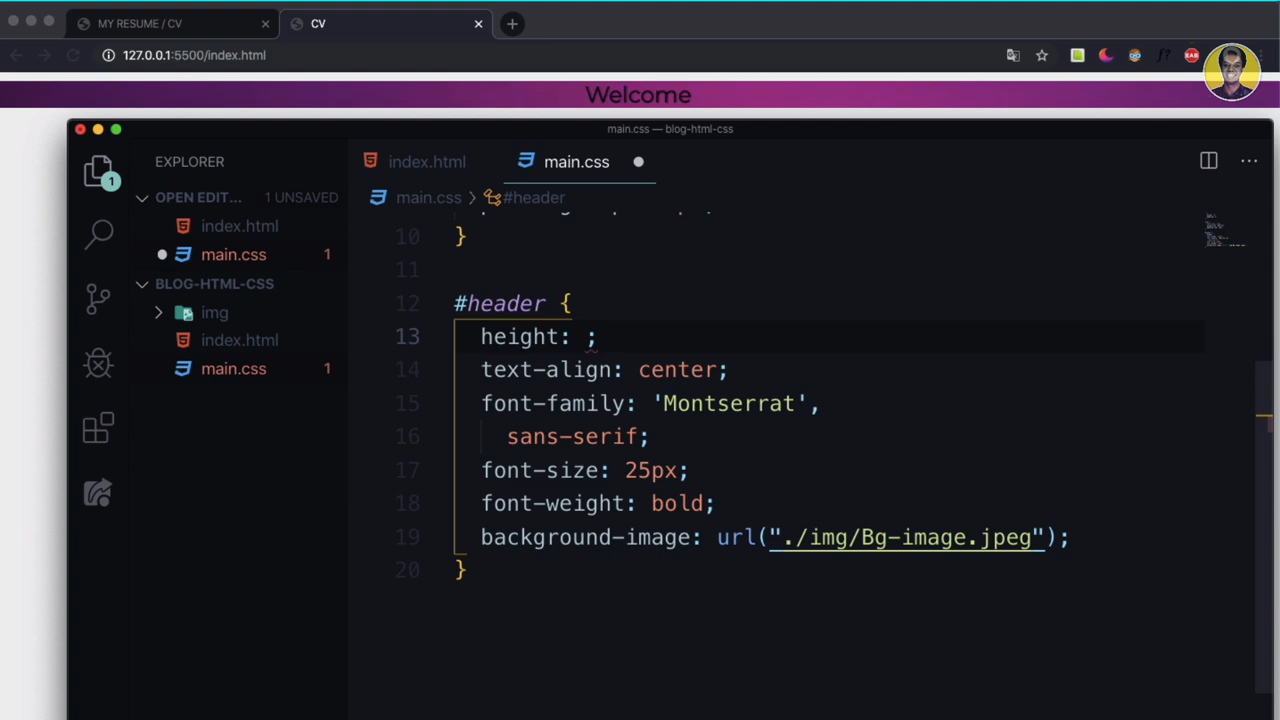 MY RESUME / CV
CV
127.0.0.1:5500/index.html
f?
EAB
Welcome
main.css — blog-html-css
EXPLORER
index.html
main.css
OPEN EDIT... 1 UNSAVED
main.css
#header
1
index.html
main.css 1
BLOG-HTML-CSS
img
index.html
main.css 1
10 }
11
12 #header {
13 height: ;
14 text-align: center;
15 font-family: 'Montserrat',
16 sans-serif;
17 font-size: 25px;
18 font-weight: bold;
19 background-image: url("./img/Bg-image.jpeg");
20 }